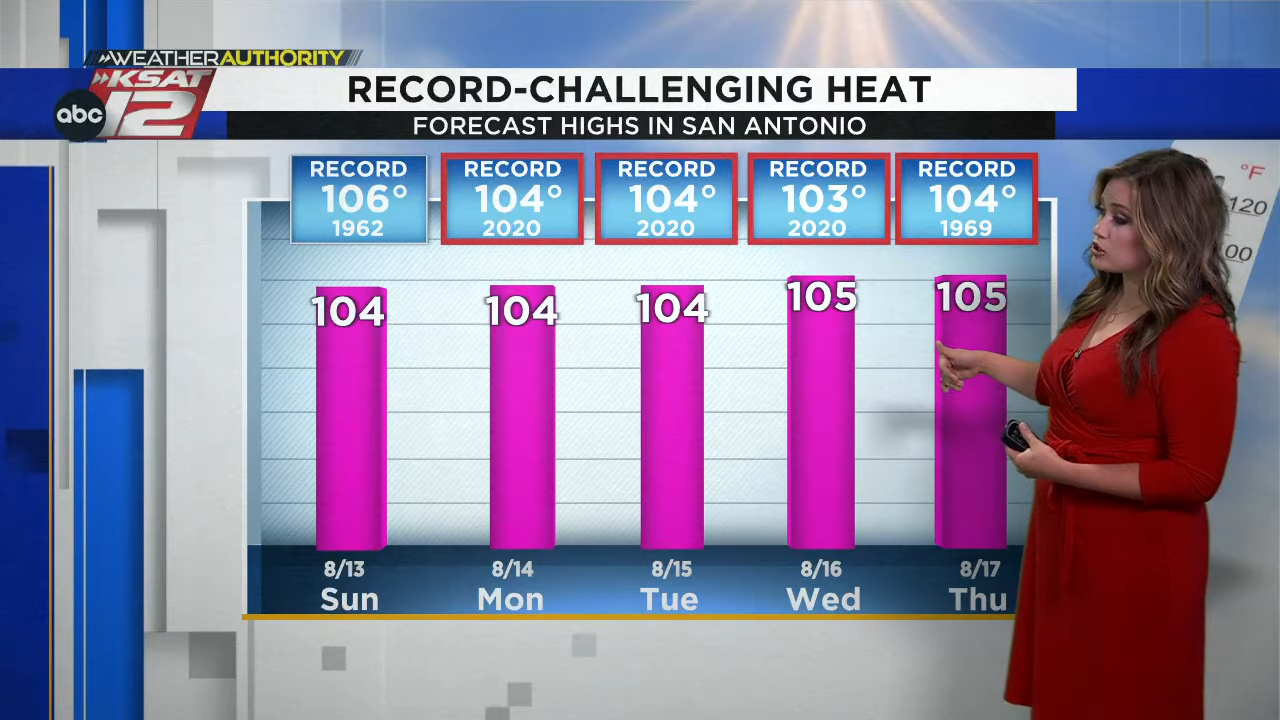 WEATHERAUTHORITY
KSAT
abc
12
RECORD-CHALLENGING HEAT
FORECAST HIGHS IN SAN ANTONIO
RECORD
106°
1962
RECORD
104°
2020
RECORD
104°
2020
RECORD
103°
2020
RECORD
104°
1969
°F
120
00
104
104
104
105
105
8/13
8/14
8/15
8/16
8/17
Sun
Mon
Tue
Wed
Thu